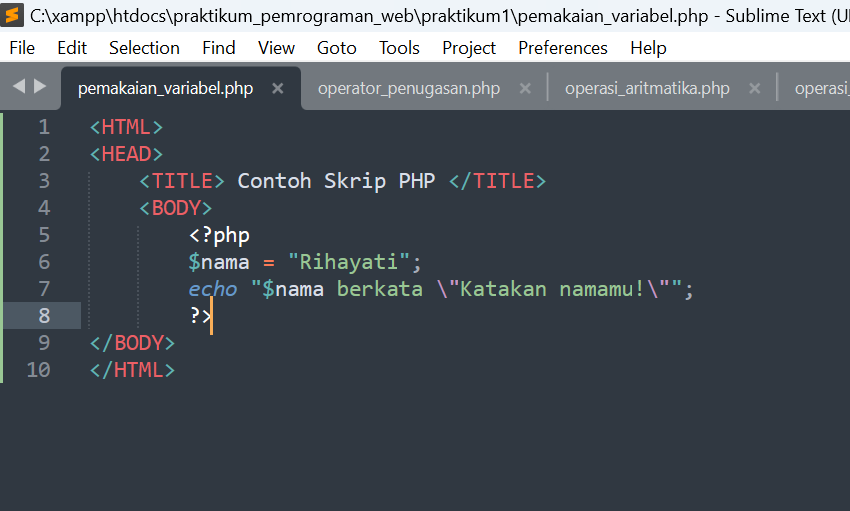 C:\xampp\htdocs\praktikum_pemrograman_web\praktikum1\pemakaian_variabel.php - Sublime Text (U
File Edit Selection Find View Goto Tools Project Preferences Help
pemakaian_variabel.php × operator_penugasan.php × operasi_aritmatika.php × operasi_
1 <HTML>
2 <HEAD>
3 <TITLE> Contoh Skrip PHP </TITLE>
4 <BODY>
5 <?php
6 $nama = "Rihayati";
7 echo "$nama berkata \"Katakan namamu!\"";
8 ?>
9 </BODY>
10 </HTML>